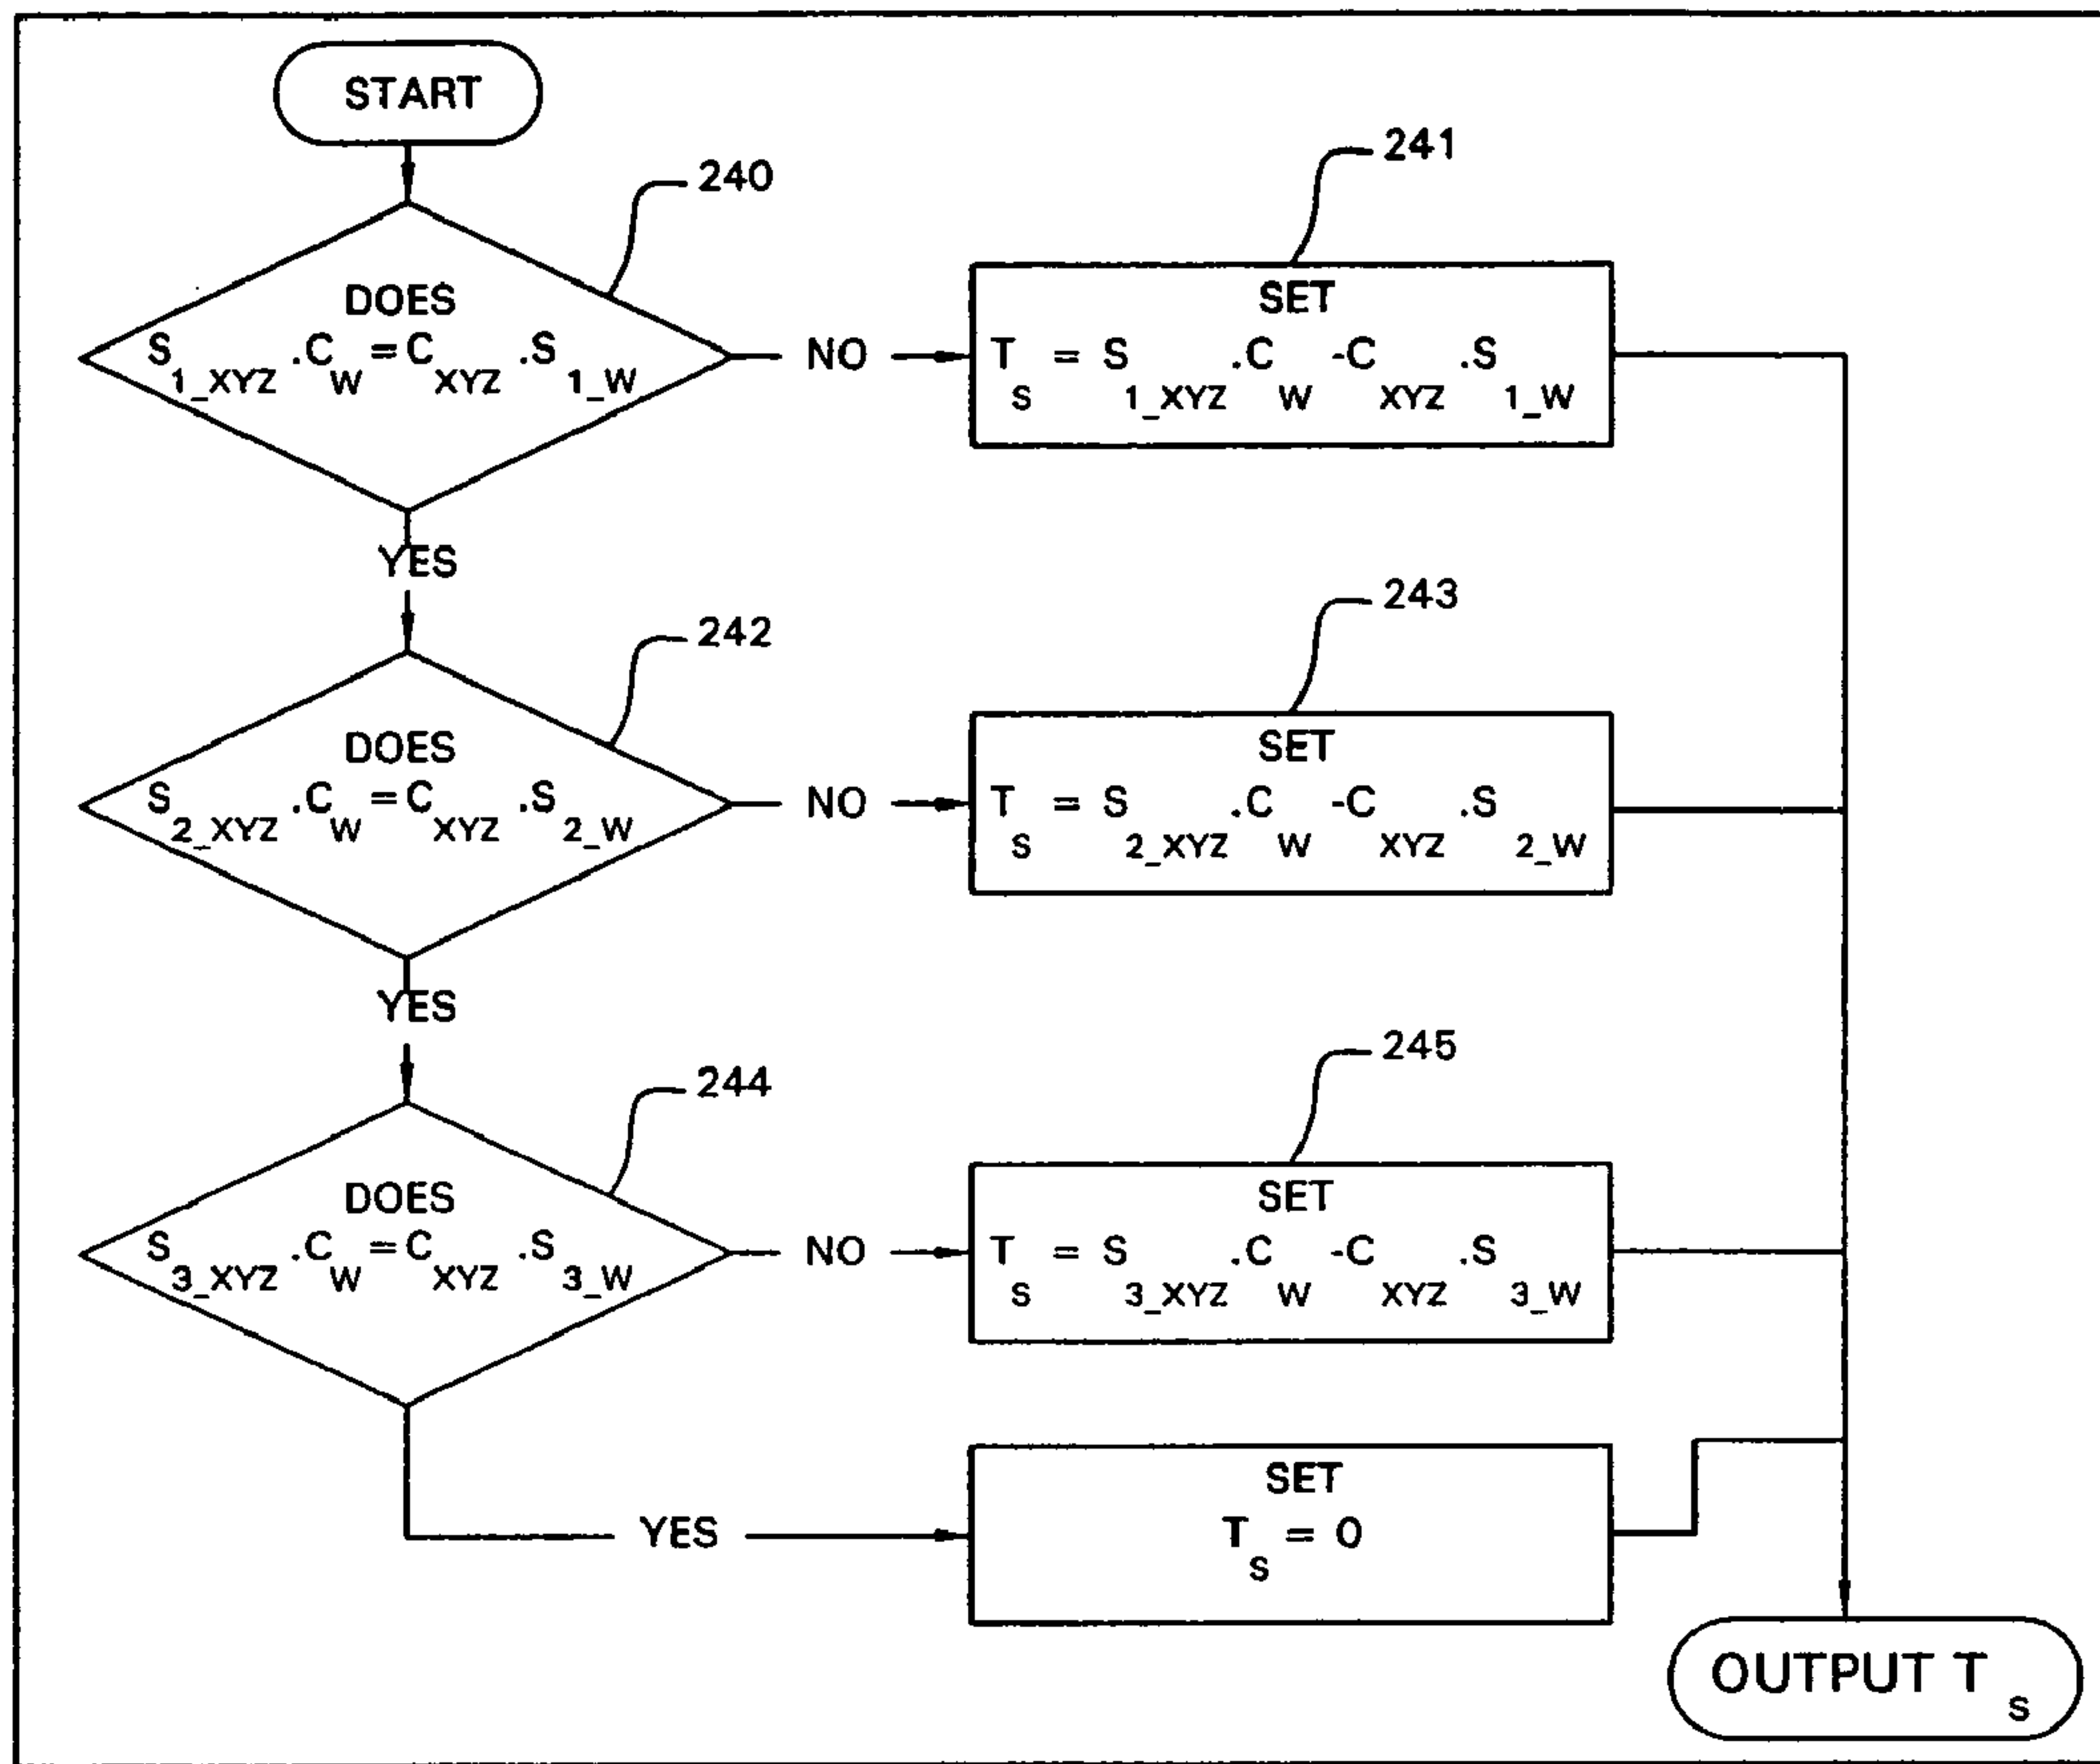 START
240
DOES
S1_XYZ .CW =CXYZ .S1_W
NO
241
SET
TS = S1_XYZ.CW -CXYZ .S1_W
YES
242
DOES
S2_XYZ .CW =CXYZ .S2_W
NO
243
SET
TS = S2_XYZ.CW -CXYZ .S2_W
YES
244
DOES
S3_XYZ .CW =CXYZ .S3_W
NO
245
SET
TS = S3_XYZ.CW -CXYZ .S3_W
YES
SET
TS = 0
OUTPUT TS